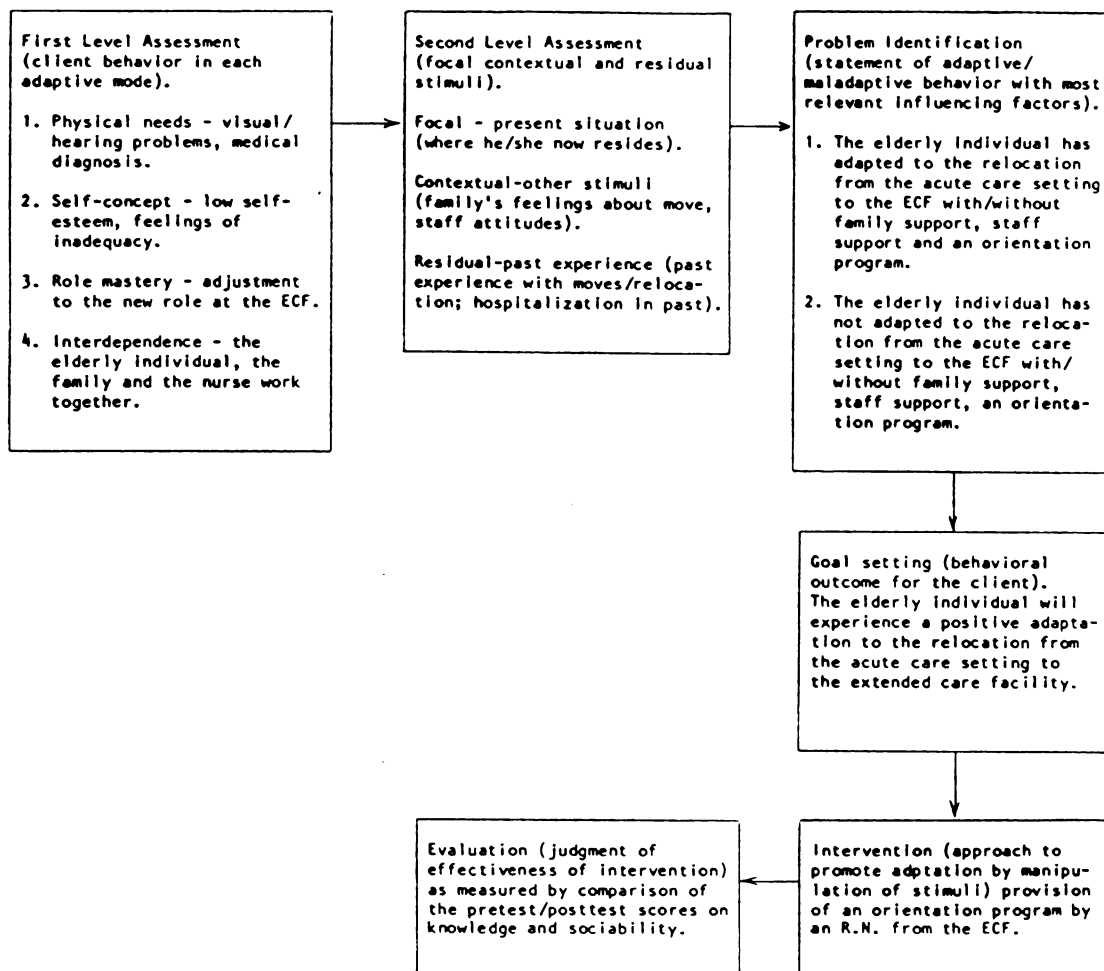 First Level Assessment
(client behavior in each
adaptive mode).
1. Physical needs - visual/
hearing problems, medical
diagnosis.
2. Self-concept - low self-
esteem, feelings of
inadequacy.
3. Role mastery - adjustment
to the new role at the ECF.
4. Interdependence - the
elderly individual, the
family and the nurse work
together.
Second Level Assessment
(focal contextual and residual
stimuli).
Focal - present situation
(where he/she now resides).
Contextual-other stimuli
(family's feelings about move,
staff attitudes).
Residual-past experience (past
experience with moves/relo-
cation; hospitalization in past).
Problem Identification
(statement of adaptive/
maladaptive behavior with most
relevant influencing factors).
1. The elderly individual has
adapted to the relocation
from the acute care setting
to the ECF with/without
family support, staff
support and an orientation
program.
2. The elderly individual has
not adapted to the reloca-
tion from the acute care
setting to the ECF with/
without family support,
staff support, an orienta-
tion program.
Goal setting (behavioral
outcome for the client).
The elderly individual will
experience a positive adapta-
tion to the relocation from
the acute care setting to
the extended care facility.
Intervention (approach to
promote adptation by manipu-
lation of stimuli) provision
of an orientation program by
an R.N. from the ECF.
Evaluation (judgment of
effectiveness of intervention)
as measured by comparison of
the pretest/posttest scores on
knowledge and sociability.